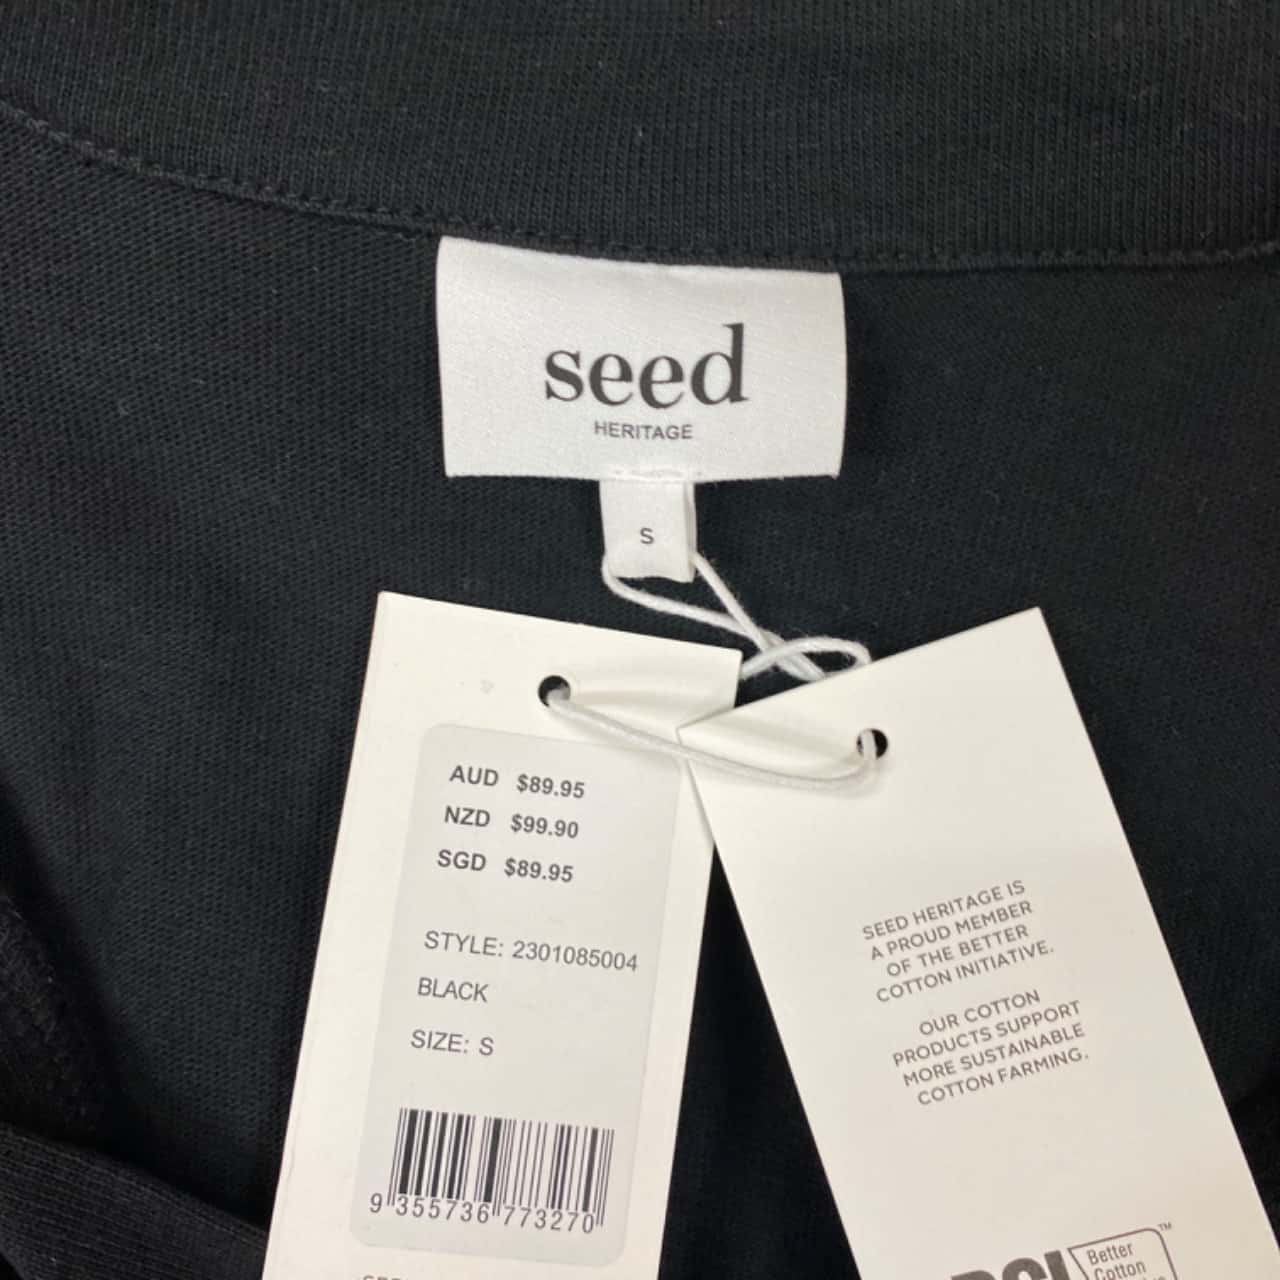 seed
HERITAGE
S
AUD $89.95
NZD $99.90
SGD $89.95
STYLE: 2301085004
BLACK
SIZE: S
9 355736 773270
SEED HERITAGE IS
A PROUD MEMBER
OF THE BETTER
COTTON INITIATIVE.
OUR COTTON
PRODUCTS SUPPORT
MORE SUSTAINABLE
COTTON FARMING.
BCI
Better
Cotton
TM